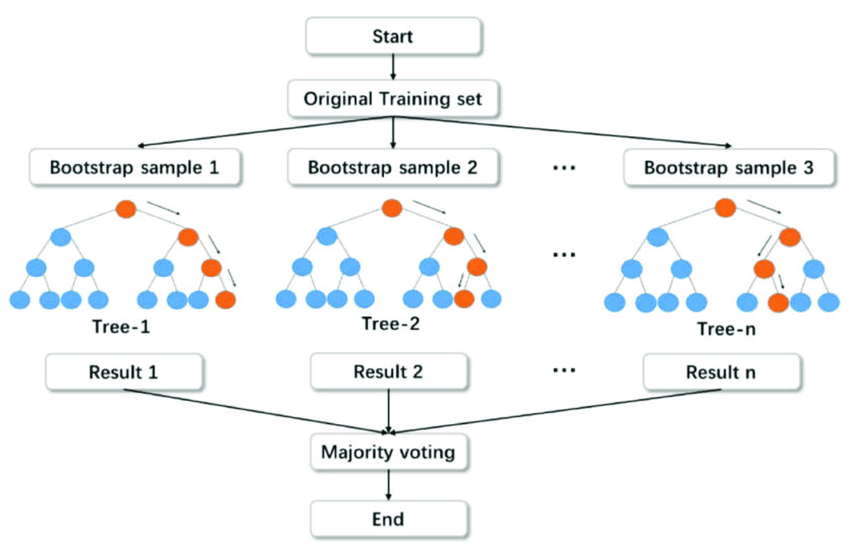 Start
Original Training set
Bootstrap sample 1
Bootstrap sample 2
...
Bootstrap sample 3
...
Tree-1
Tree-2
Tree-n
Result 1
Result 2
...
Result n
Majority voting
End